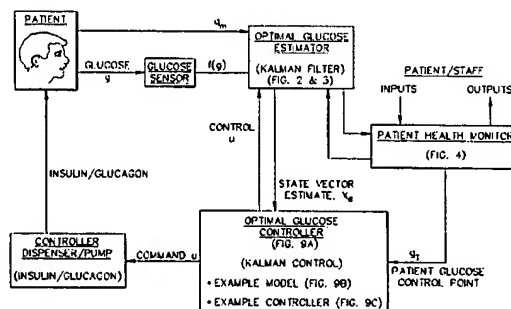 PATIENT
q_m
OPTIMAL GLUCOSE
ESTIMATOR
(KALMAN FILTER)
(FIG. 2 & 3)
GLUCOSE
g
GLUCOSE
SENSOR
f(g)
PATIENT/STAFF
INPUTS
OUTPUTS
PATIENT HEALTH MONITOR
(FIG. 4)
CONTROL
u
INSULIN/GLUCAGON
STATE VECTOR
ESTIMATE, X_e
OPTIMAL GLUCOSE
CONTROLLER
(FIG. 9A)
(KALMAN CONTROL)
• EXAMPLE MODEL (FIG. 9B)
• EXAMPLE CONTROLLER (FIG. 9C)
CONTROLLER
DISPENSER/PUMP
(INSULIN/GLUCAGON)
COMMAND u
g_T
PATIENT GLUCOSE
CONTROL POINT